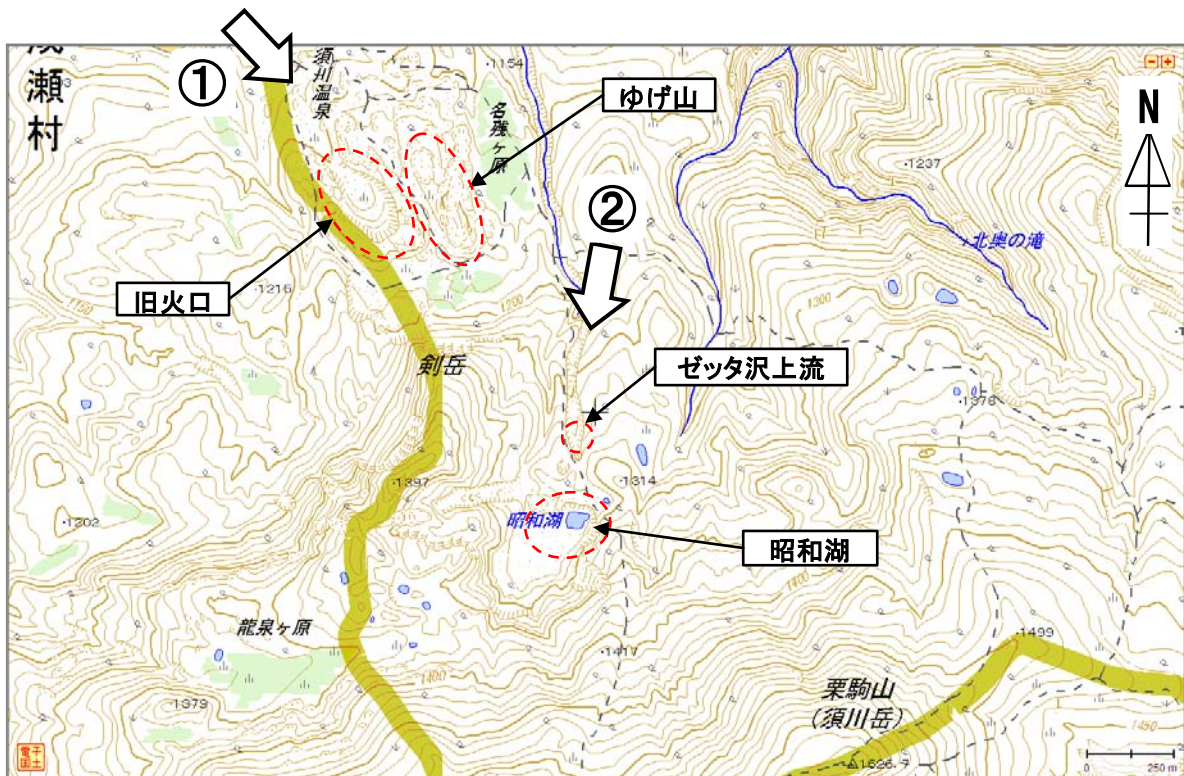 瀬村
①
須川温泉
・1154
ゆげ山
名残ヶ原
N
・1237
②
北奥の滝
旧火口
・1216
1200
1300
剣岳
ゼッタ沢上流
・1376
・1397
・1314
・1202
昭和湖
昭和湖
1400
龍泉ヶ原
・1499
・1417
1400
栗駒山
(須川岳)
・1379
1450
0
250 m